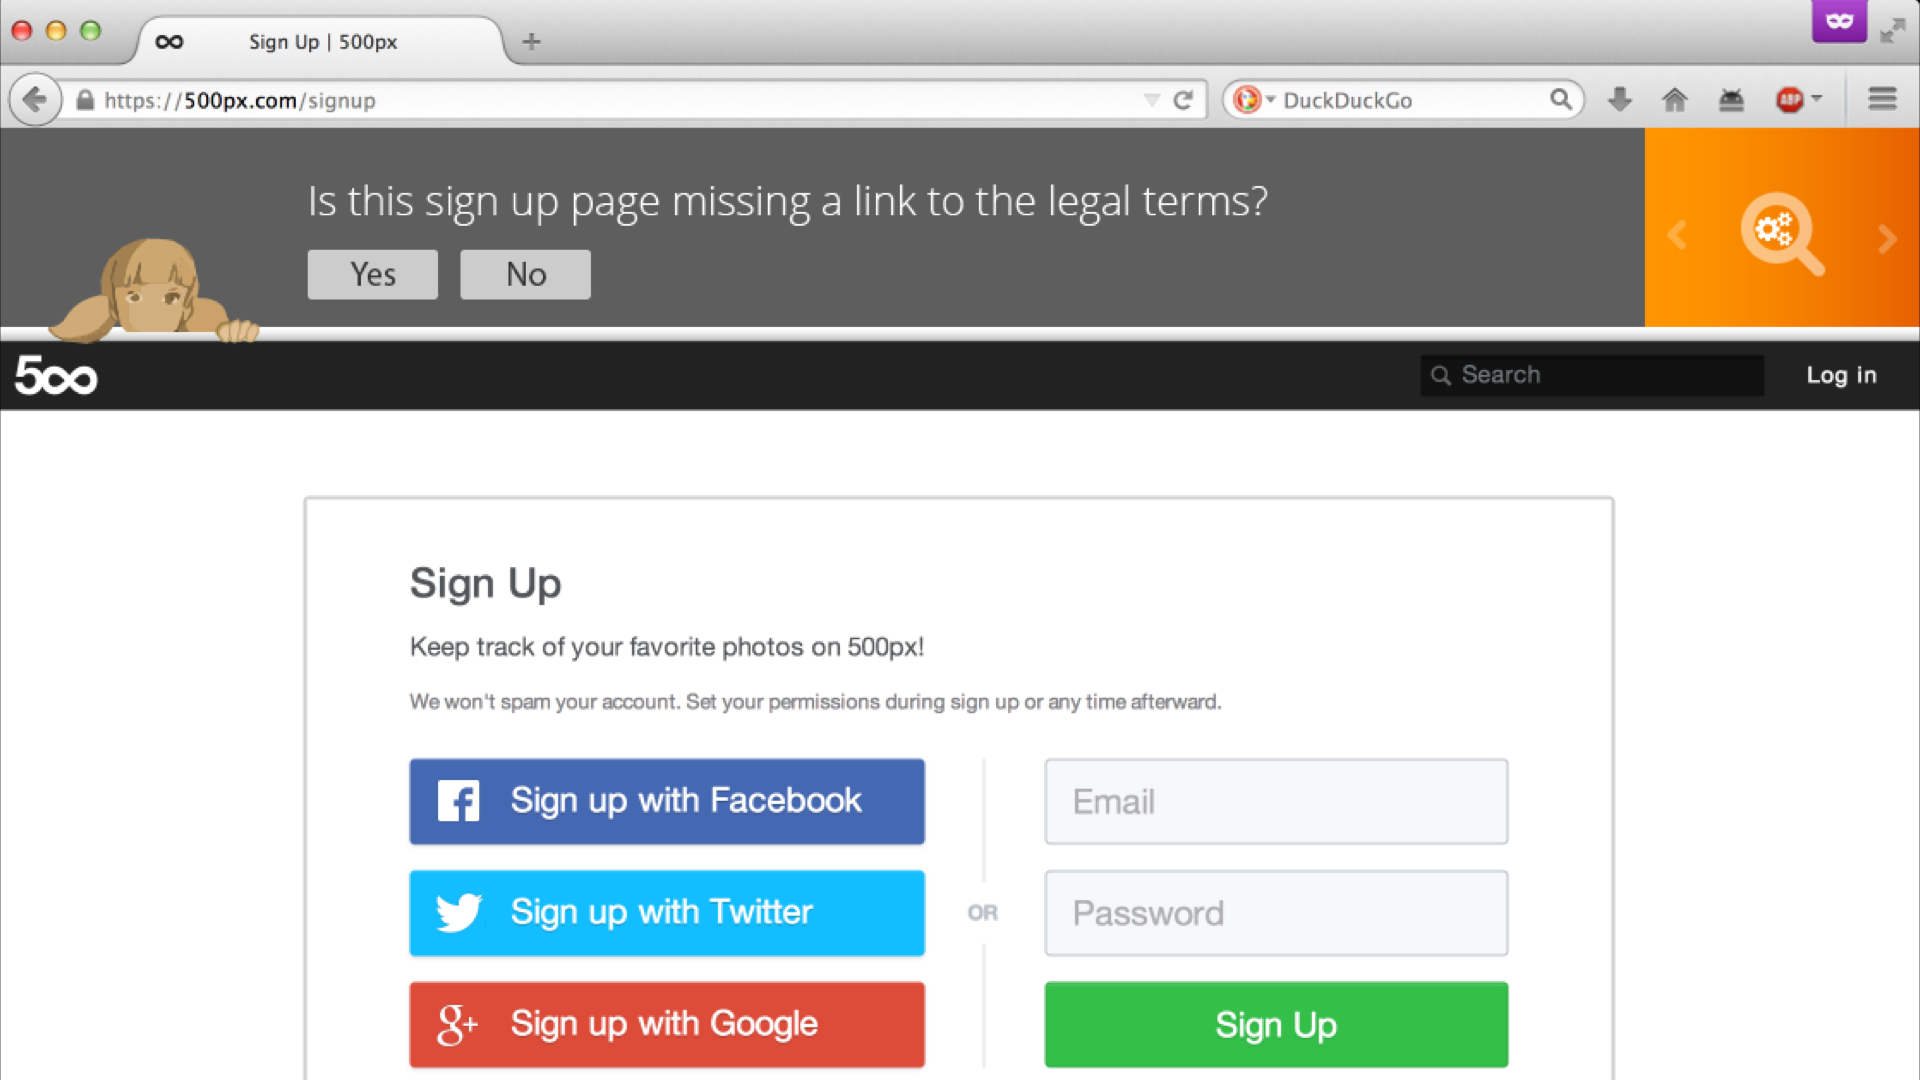 Sign Up | 500px
https://500px.com/signup
DuckDuckGo
ABP
Is this sign up page missing a link to the legal terms?
Yes No
500
Search
Log in
Sign Up
Keep track of your favorite photos on 500px!
We won't spam your account. Set your permissions during sign up or any time afterward.
Sign up with Facebook
Email
Sign up with Twitter
OR
Password
g+ Sign up with Google
Sign Up